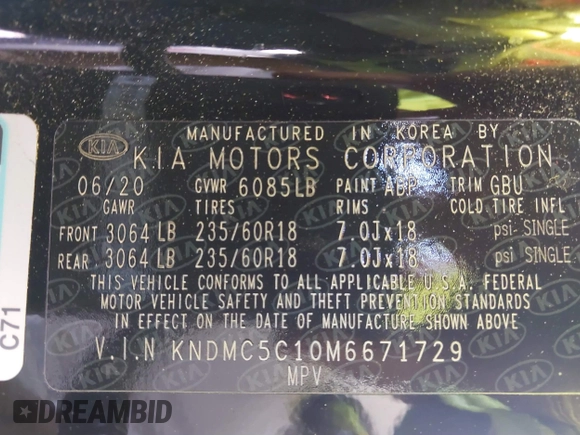 MANUFACTURED IN KOREA BY
KIA KIA MOTORS CORPORATION
06/20 GVWR 6085LB PAINT ABP TRIM GBU
GAWR TIRES RIMS COLD TIRE INFL
FRONT 3064 LB 235/60R18 7.0Jx18 psi-SINGLE
REAR 3064 LB 235/60R18 7.0Jx18 psi SINGLE
THIS VEHICLE CONFORMS TO ALL APPLICABLE U.S.A. FEDERAL
MOTOR VEHICLE SAFETY AND THEFT PREVENTION STANDARDS
IN EFFECT ON THE DATE OF MANUFACTURE SHOWN ABOVE
V.I.N KNDMC5C10M6671729
MPV
C71
DREAMBID